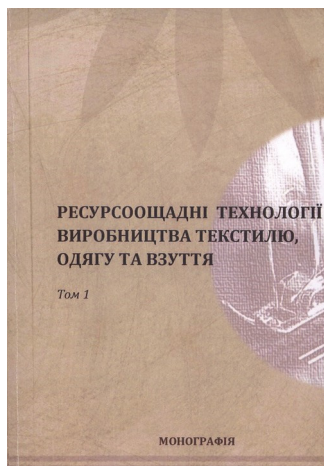 РЕСУРСООЩАДНІ ТЕХНОЛОГІЇ
ВИРОБНИЦТВА ТЕКСТИЛЮ,
ОДЯГУ ТА ВЗУТТЯ
Том 1
МОНОГРАФІЯ